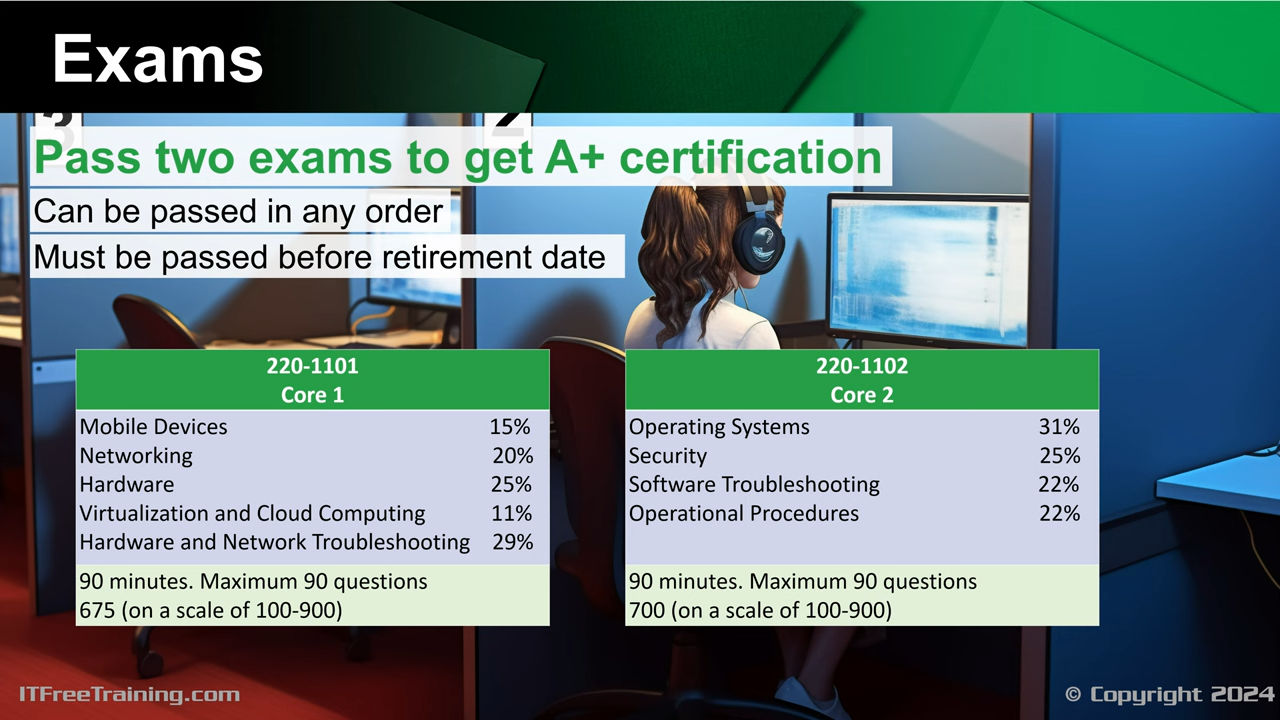 Exams
3
2
Pass two exams to get A+ certification
Can be passed in any order
Must be passed before retirement date
220-1101
Core 1
Mobile Devices 15%
Networking 20%
Hardware 25%
Virtualization and Cloud Computing 11%
Hardware and Network Troubleshooting 29%
90 minutes. Maximum 90 questions
675 (on a scale of 100-900)
220-1102
Core 2
Operating Systems 31%
Security 25%
Software Troubleshooting 22%
Operational Procedures 22%
90 minutes. Maximum 90 questions
700 (on a scale of 100-900)
ITFreeTraining.com
© Copyright 2024